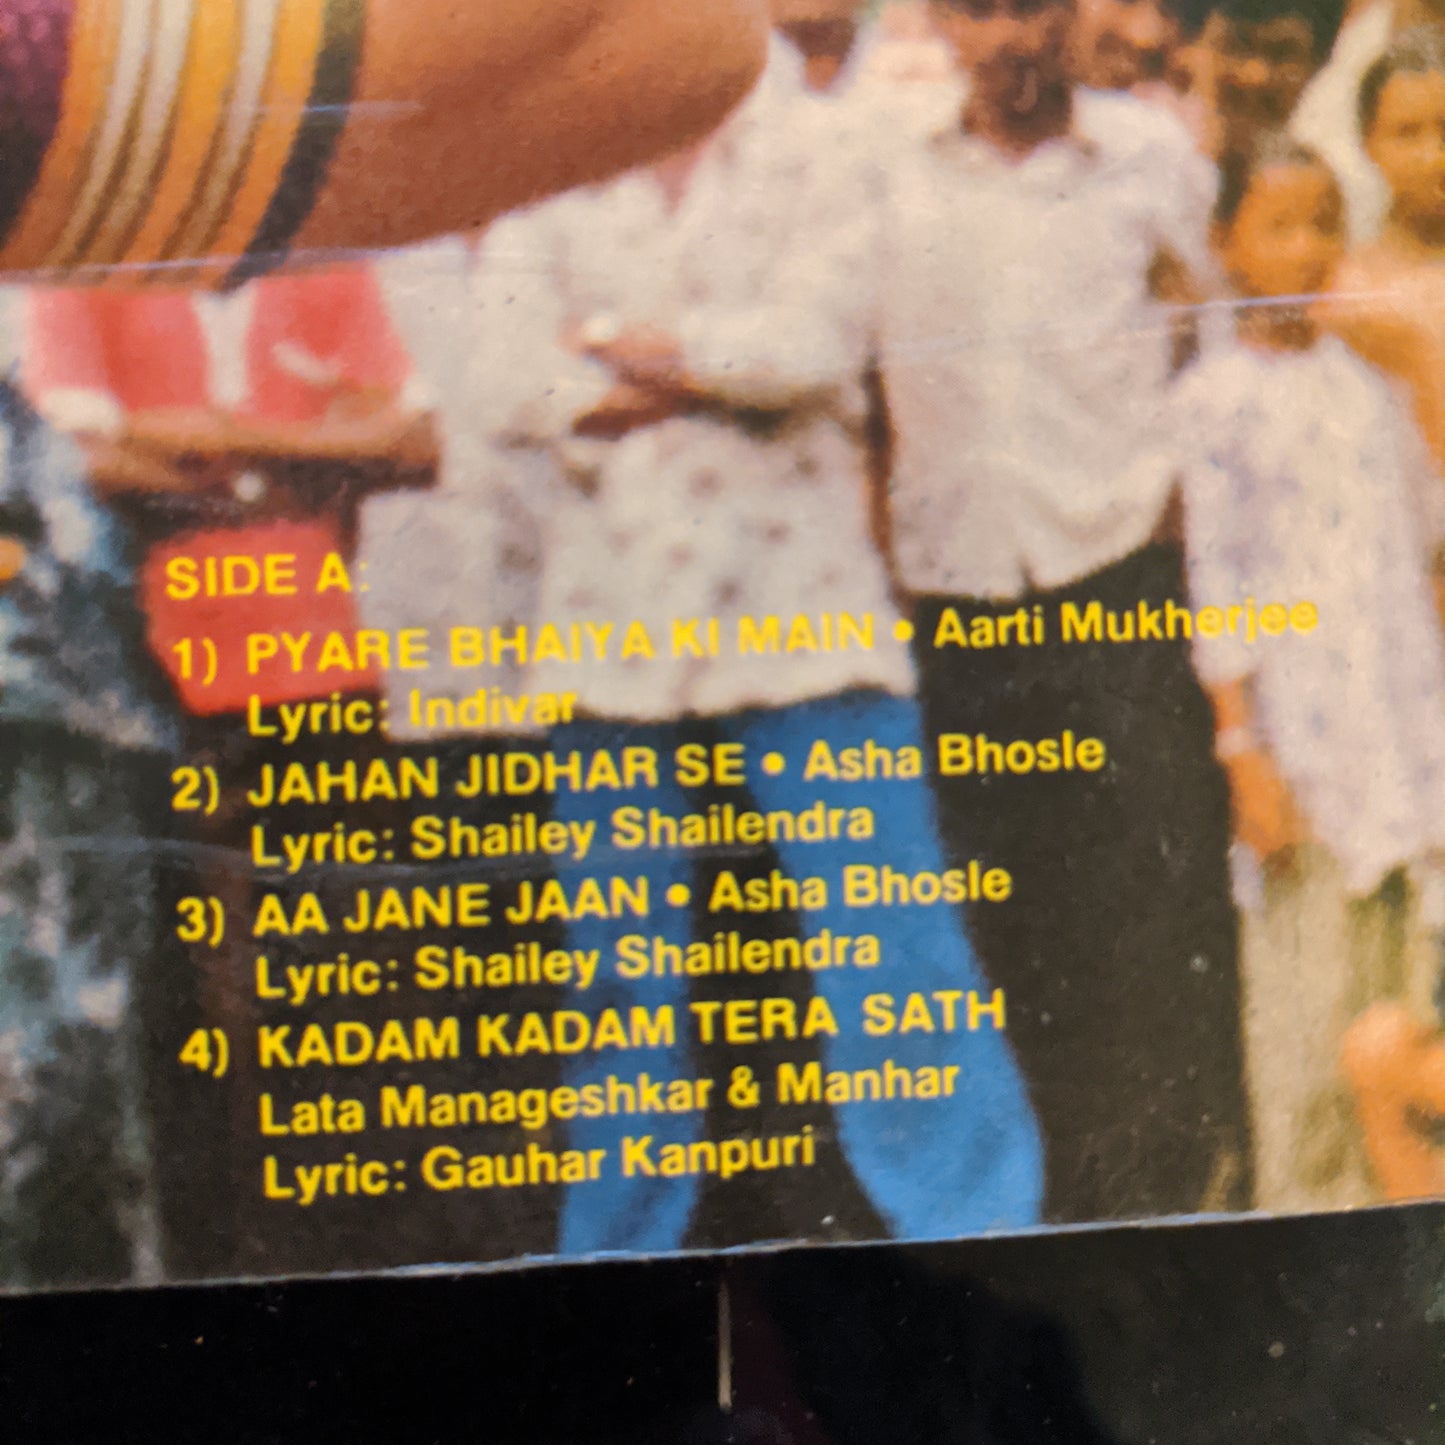 SIDE A:
1) PYARE BHAIYA KI MAIN • Aarti Mukherjee
Lyric: Indivar
2) JAHAN JIDHAR SE • Asha Bhosle
Lyric: Shailey Shailendra
3) AA JANE JAAN • Asha Bhosle
Lyric: Shailey Shailendra
4) KADAM KADAM TERA SATH
Lata Manageshkar & Manhar
Lyric: Gauhar Kanpuri